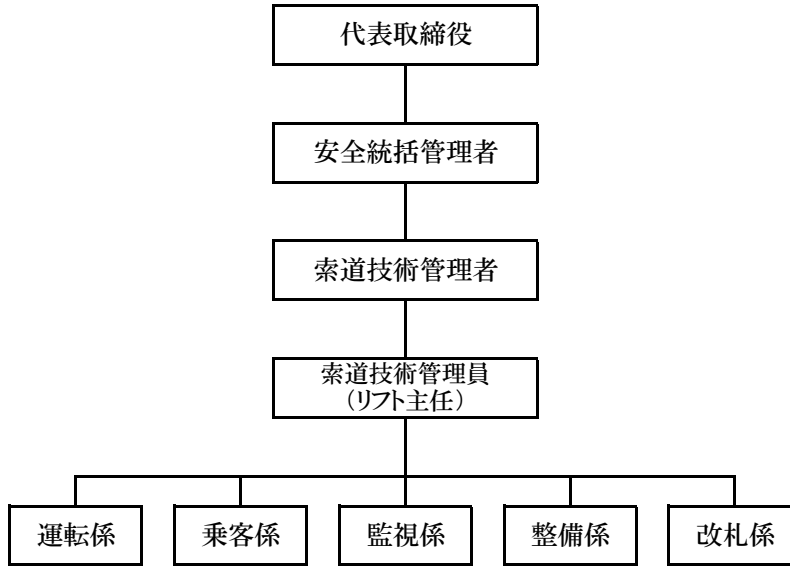 代表取締役
安全統括管理者
索道技術管理者
索道技術管理員
（リフト主任）
運転係
乗客係
監視係
整備係
改札係